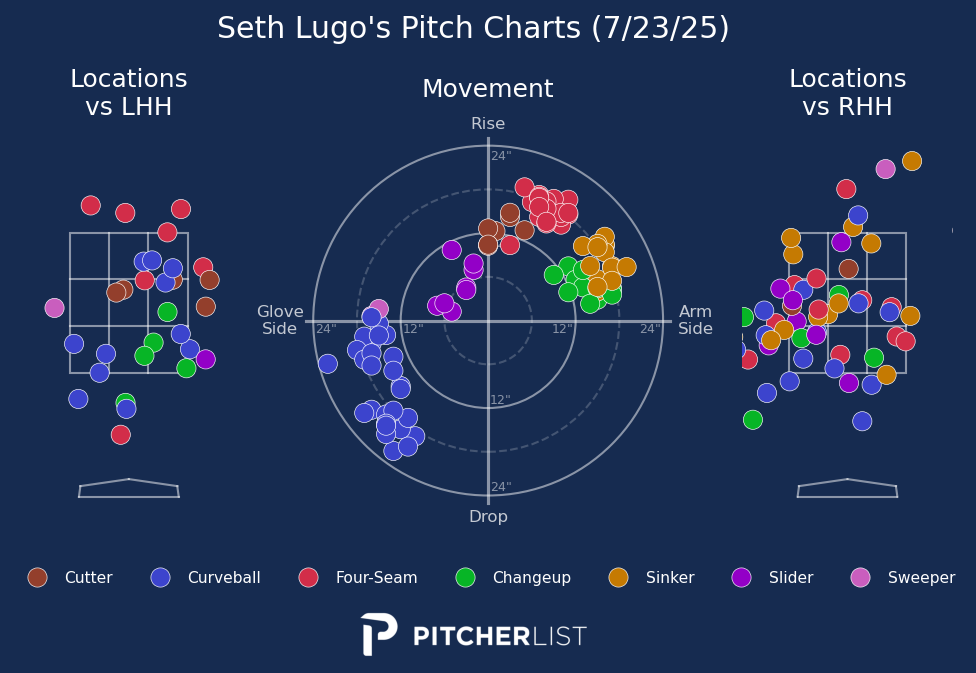 Seth Lugo's Pitch Charts (7/23/25)
Locations
vs LHH
Movement
Locations
vs RHH
Rise
24"
Glove
Side
24"
12"
12"
24"
Arm
Side
12"
24"
Drop
Cutter
Curveball
Four-Seam
Changeup
Sinker
Slider
Sweeper
PITCHERLIST